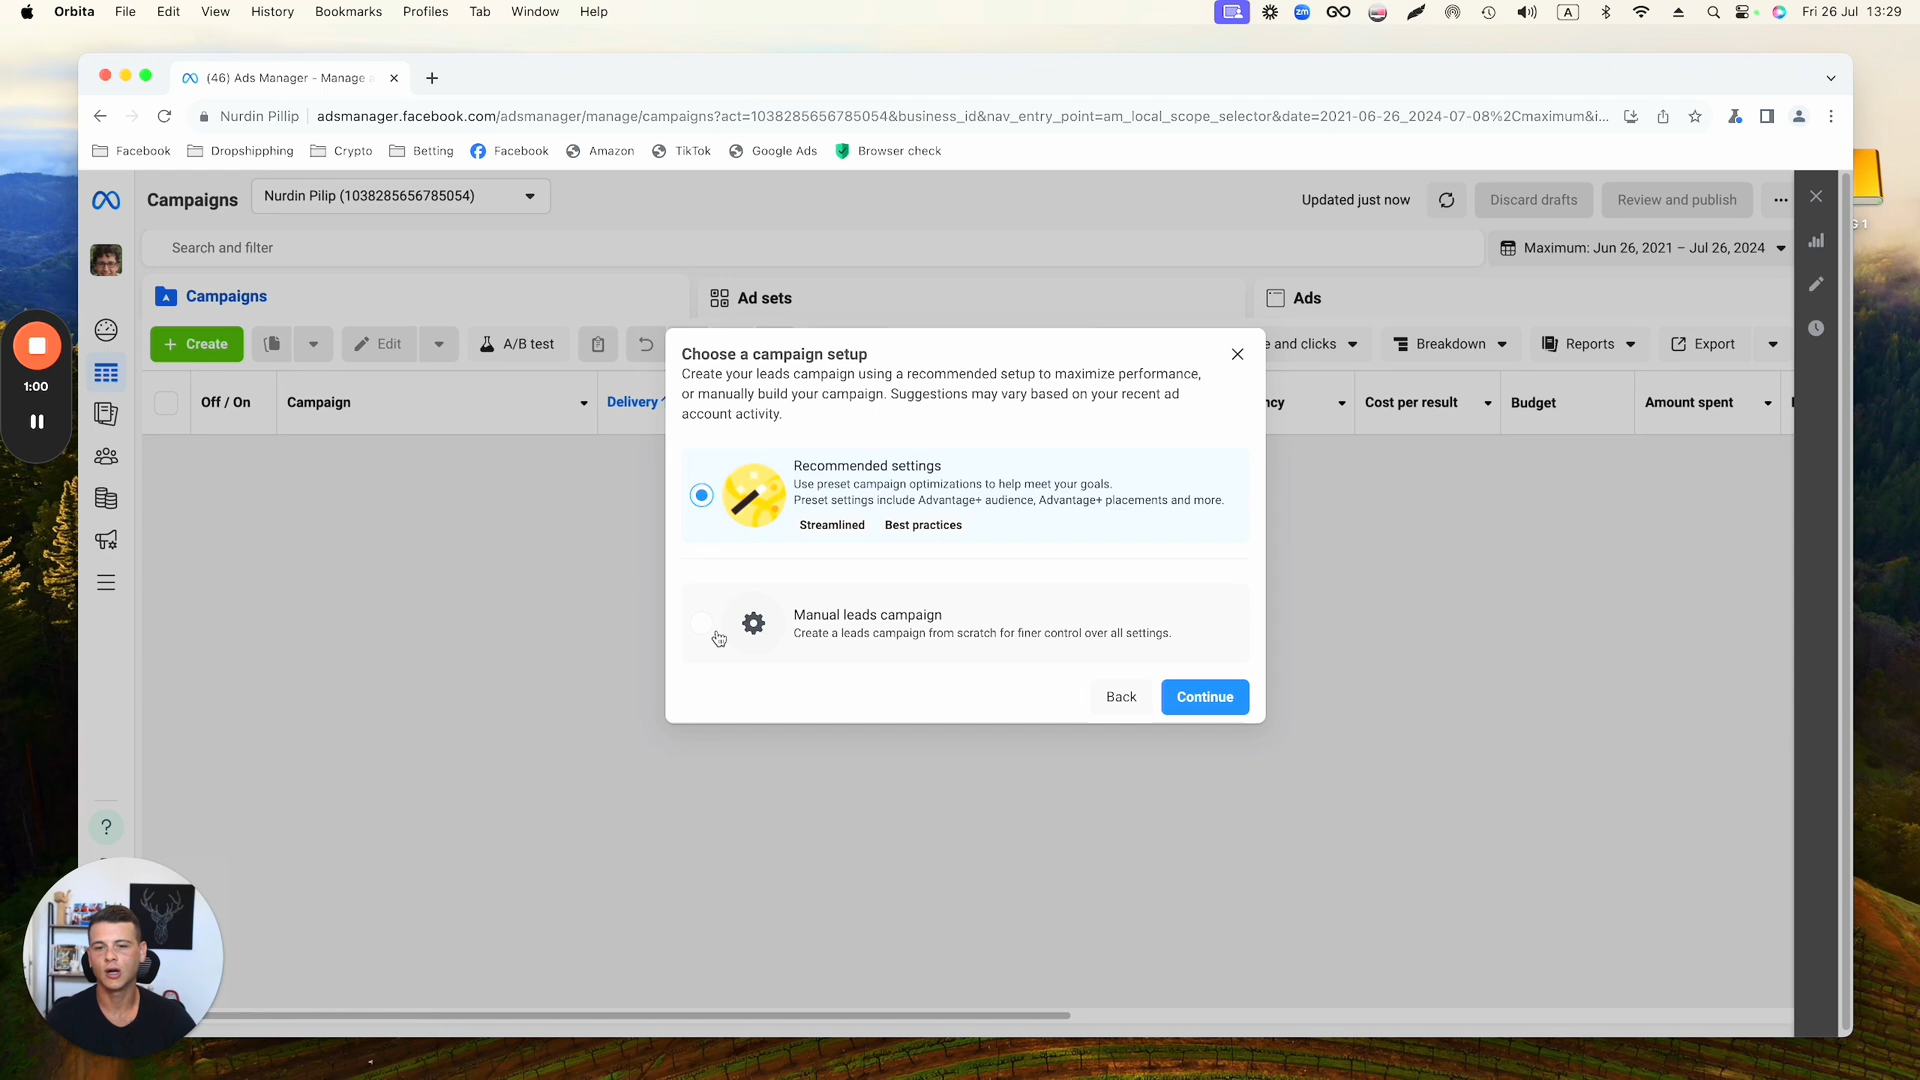 Orbita File Edit View History Bookmarks Profiles Tab Window Help
zm A Fri 26 Jul 13:29
(46) Ads Manager - Manage a
Nurdin Pillip adsmanager.facebook.com/adsmanager/manage/campaigns?act=1038285656785054&business_id&nav_entry_point=am_local_scope_selector&date=2021-06-26_2024-07-08%2Cmaximum&i...
Facebook Dropshipphing Crypto Betting Facebook Amazon TikTok Google Ads Browser check
Campaigns Nurdin Pilip (1038285656785054) Updated just now Discard drafts Review and publish
G 1
Search and filter Maximum: Jun 26, 2021 – Jul 26, 2024
Campaigns Ad sets Ads
+ Create Edit A/B test e and clicks Breakdown Reports Export
Off / On Campaign Delivery ncy Cost per result Budget Amount spent
1:00
Choose a campaign setup
Create your leads campaign using a recommended setup to maximize performance,
or manually build your campaign. Suggestions may vary based on your recent ad
account activity.
Recommended settings
Use preset campaign optimizations to help meet your goals.
Preset settings include Advantage+ audience, Advantage+ placements and more.
Streamlined Best practices
Manual leads campaign
Create a leads campaign from scratch for finer control over all settings.
Back Continue
?